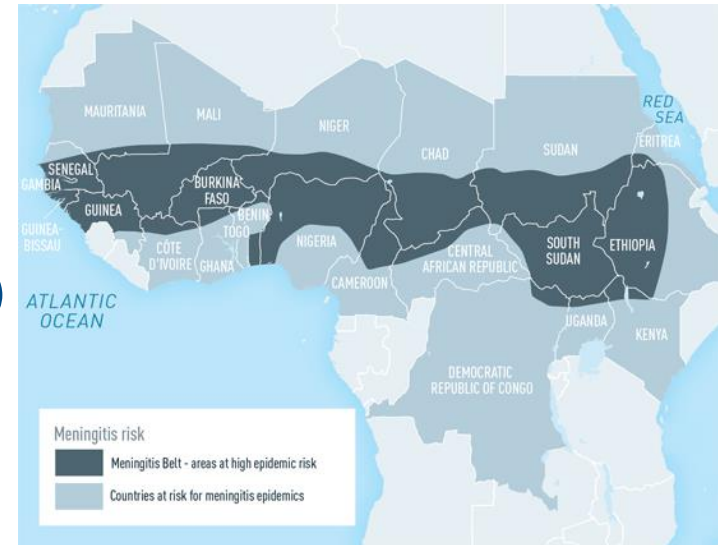 RED
SEA
MAURITANIA
MALI
NIGER
CHAD
SUDAN
ERITREA
SENEGAL
GAMBIA
BURKINA-
FASO
GUINEA
GUINEA-
BISSAU
BENIN
TOGO
CÔTE
D'IVOIRE
GHANA
NIGERIA
CAMEROON
CENTRAL
AFRICAN REPUBLIC
SOUTH
SUDAN
ETHIOPIA
UGANDA
KENYA
ATLANTIC
OCEAN
DEMOCRATIC
REPUBLIC OF CONGO
Meningitis risk
Meningitis Belt - areas at high epidemic risk
Countries at risk for meningitis epidemics